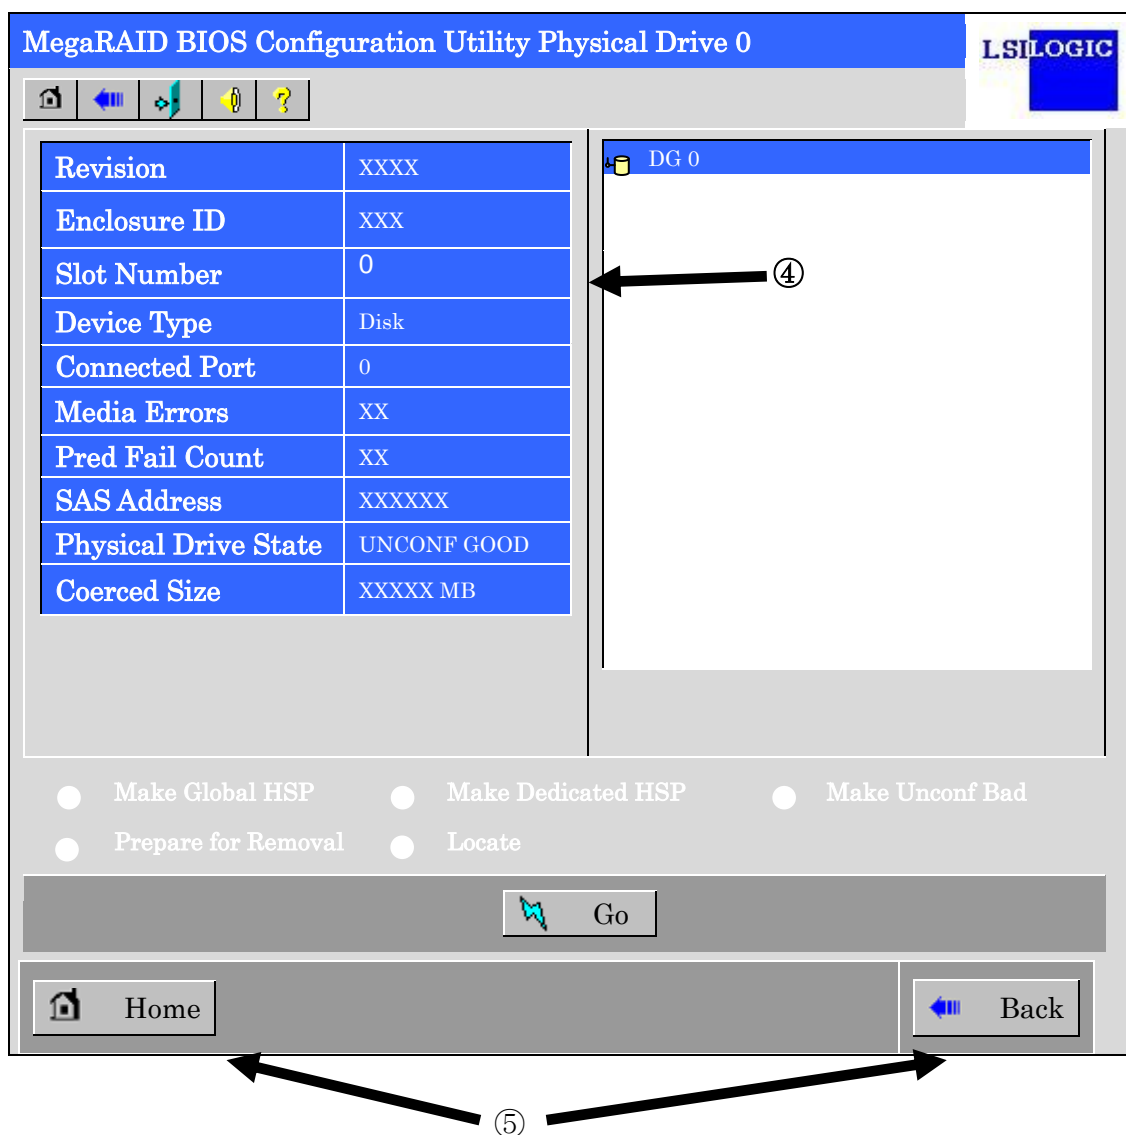 MegaRAID BIOS Configuration Utility Physical Drive 0
LSI LOGIC
Revision XXXX
Enclosure ID XXX
Slot Number 0
Device Type Disk
Connected Port 0
Media Errors XX
Pred Fail Count XX
SAS Address XXXXXX
Physical Drive State UNCONF GOOD
Coerced Size XXXXX MB
DG 0
④
Make Global HSP Make Dedicated HSP Make Unconf Bad
Prepare for Removal Locate
Go
Home Back
⑤